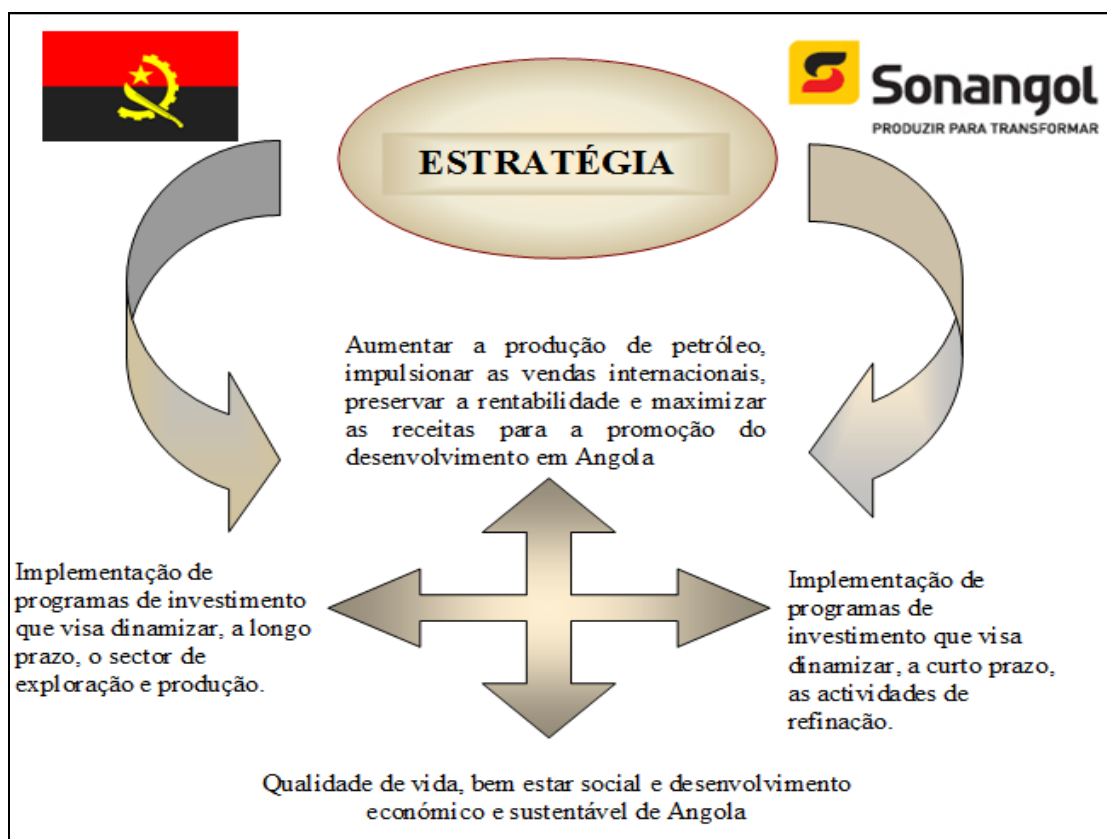 Sonangol
PRODUZIR PARA TRANSFORMAR
ESTRATÉGIA
Aumentar a produção de petróleo,
impulsionar as vendas internacionais,
preservar a rentabilidade e maximizar
as receitas para a promoção do
desenvolvimento em Angola
Implementação de
programas de investimento
que visa dinamizar, a longo
prazo, o sector de
exploração e produção.
Implementação de
programas de
investimento que visa
dinamizar, a curto prazo,
as actividades de
refinação.
Qualidade de vida, bem estar social e desenvolvimento
económico e sustentável de Angola